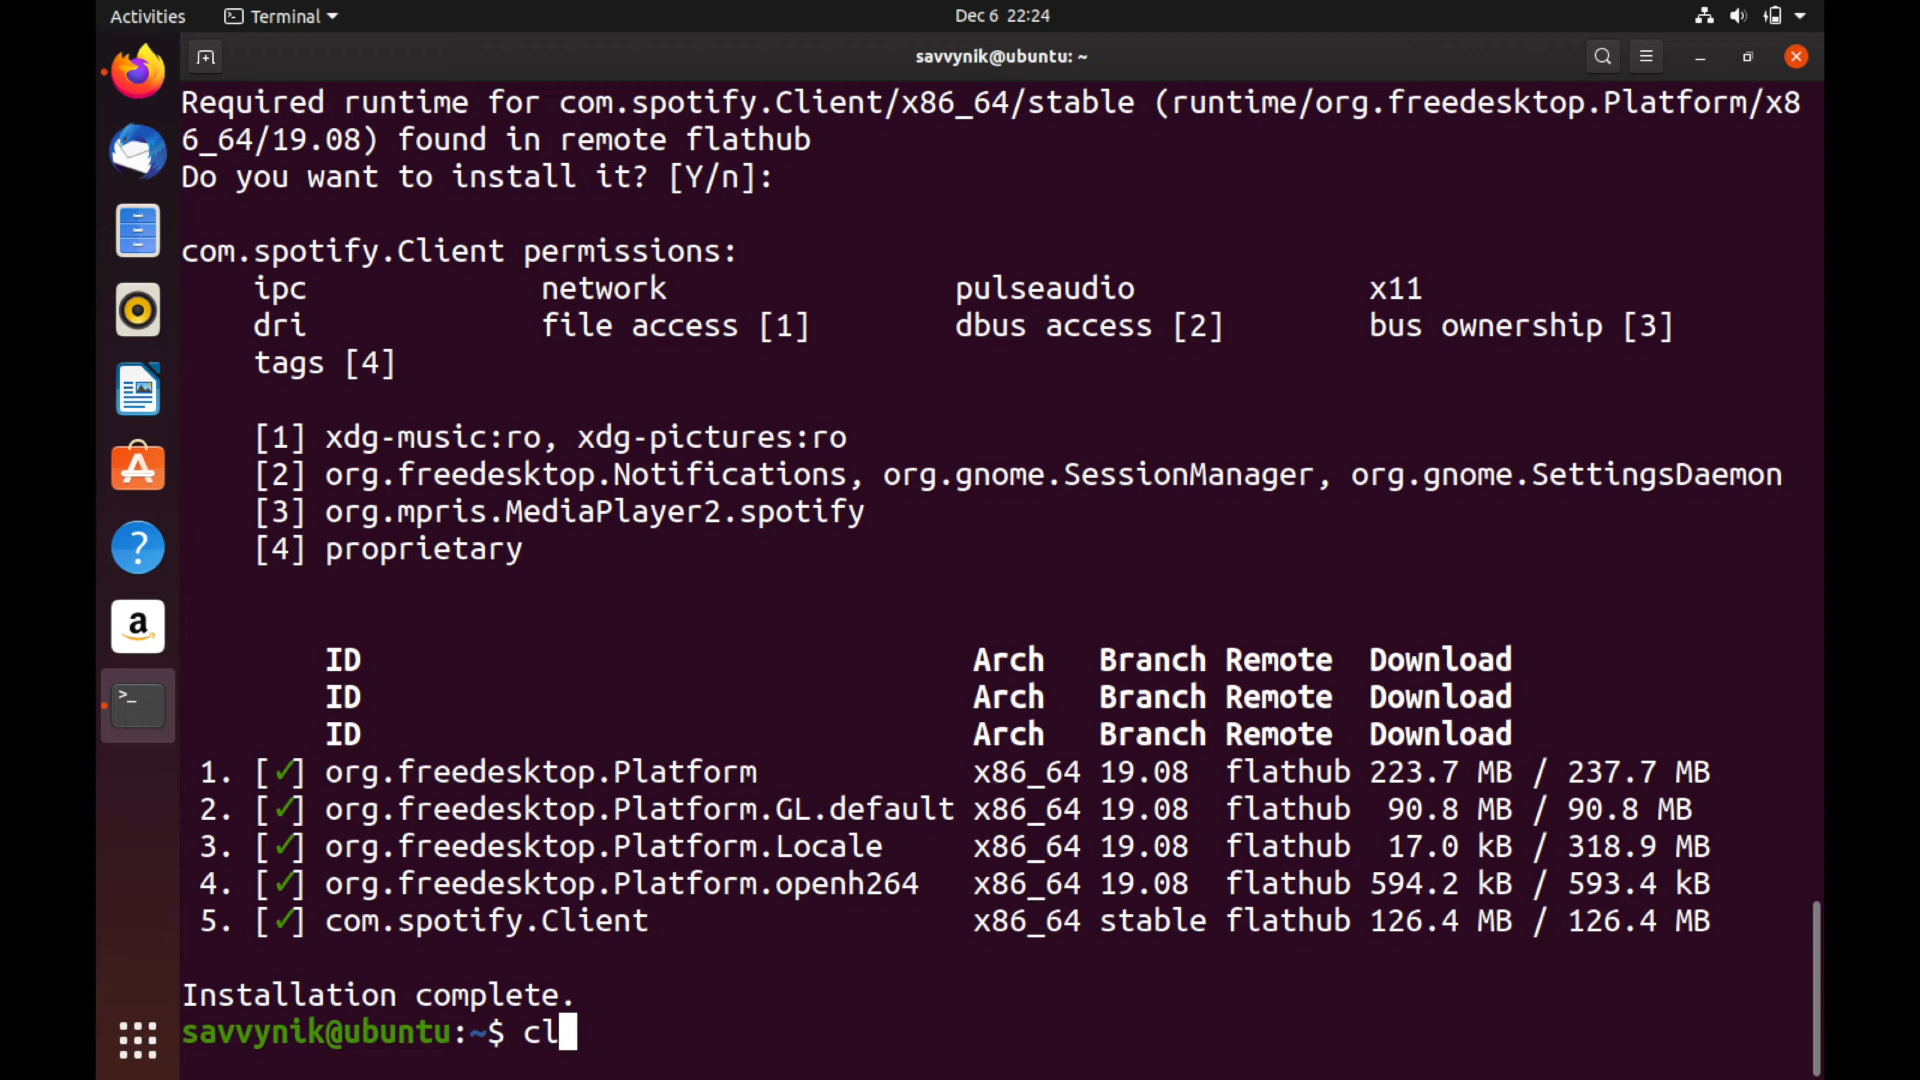 Activities Terminal Dec 6 22:24
savvynik@ubuntu: ~
Required runtime for com.spotify.Client/x86_64/stable (runtime/org.freedesktop.Platform/x8
6_64/19.08) found in remote flathub
Do you want to install it? [Y/n]:
com.spotify.Client permissions:
ipc network pulseaudio x11
dri file access [1] dbus access [2] bus ownership [3]
tags [4]
[1] xdg-music:ro, xdg-pictures:ro
[2] org.freedesktop.Notifications, org.gnome.SessionManager, org.gnome.SettingsDaemon
[3] org.mpris.MediaPlayer2.spotify
[4] proprietary
ID Arch Branch Remote Download
ID Arch Branch Remote Download
ID Arch Branch Remote Download
1. [✓] org.freedesktop.Platform x86_64 19.08 flathub 223.7 MB / 237.7 MB
2. [✓] org.freedesktop.Platform.GL.default x86_64 19.08 flathub 90.8 MB / 90.8 MB
3. [✓] org.freedesktop.Platform.Locale x86_64 19.08 flathub 17.0 kB / 318.9 MB
4. [✓] org.freedesktop.Platform.openh264 x86_64 19.08 flathub 594.2 kB / 593.4 kB
5. [✓] com.spotify.Client x86_64 stable flathub 126.4 MB / 126.4 MB
Installation complete.
savvynik@ubuntu:~$ cl